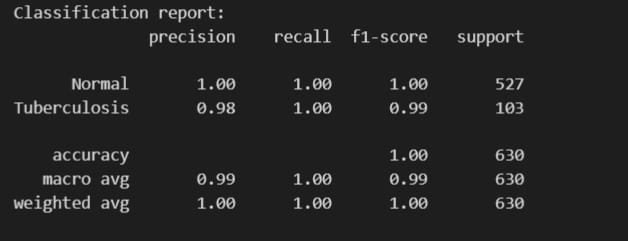 Classification report:
precision recall f1-score support
Normal 1.00 1.00 1.00 527
Tuberculosis 0.98 1.00 0.99 103
accuracy 1.00 630
macro avg 0.99 1.00 0.99 630
weighted avg 1.00 1.00 1.00 630